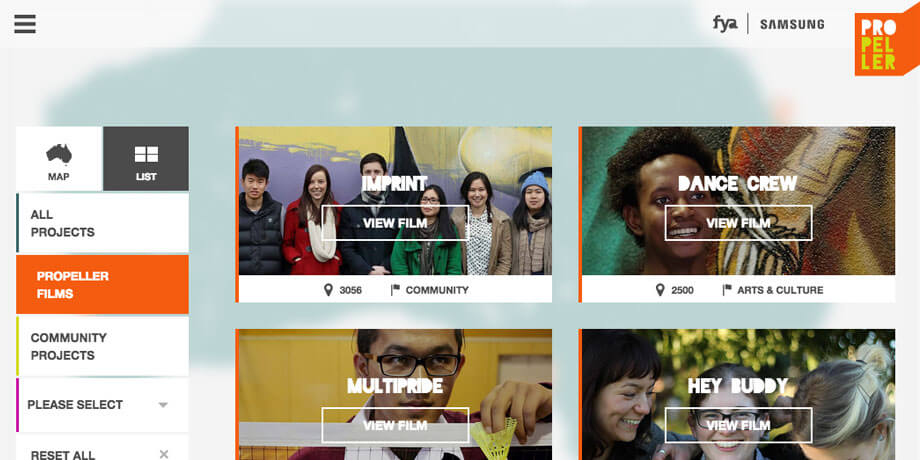 fya | SAMSUNG
PRO
PEL
LER
MAP
LIST
ALL
PROJECTS
PROPELLER
FILMS
COMMUNITY
PROJECTS
PLEASE SELECT
RESET ALL
IMPRINT
VIEW FILM
3056 COMMUNITY
DANCE CREW
VIEW FILM
2500 ARTS & CULTURE
MULTIPRIDE
VIEW FILM
HEY BUDDY
VIEW FILM